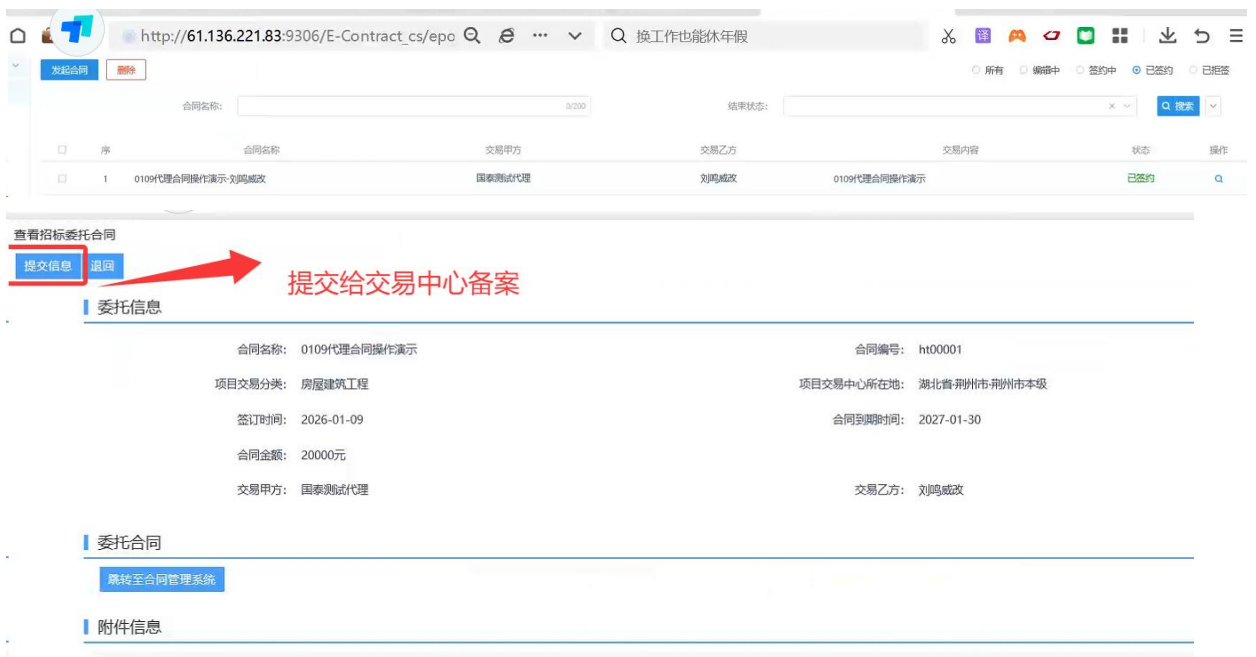 http://61.136.221.83:9306/E-Contract_cs/epo 换工作也能休年假 译
发起合同 删除 所有 编辑中 签约中 已签约 已拒签
合同名称: 0/200 结束状态: 搜索
序 合同名称 交易甲方 交易乙方 交易内容 状态 操作
1 0109代理合同操作演示-刘鸣威改 国泰测试代理 刘鸣威改 0109代理合同操作演示 已签约
查看招标委托合同
提交信息 退回
提交给交易中心备案
委托信息
合同名称: 0109代理合同操作演示 合同编号: ht00001
项目交易分类: 房屋建筑工程 项目交易中心所在地: 湖北省·荆州市·荆州市本级
签订时间: 2026-01-09 合同到期时间: 2027-01-30
合同金额: 20000元
交易甲方: 国泰测试代理 交易乙方: 刘鸣威改
委托合同
跳转至合同管理系统
附件信息